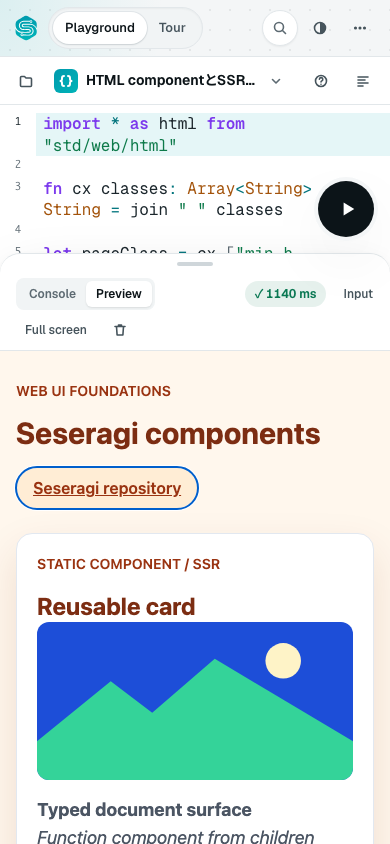 Playground
Tour
HTML componentとSSR...
1 import * as html from
"std/web/html"
2
3 fn cx classes: Array<String>
String = join " " classes
4
5
Console
Preview
✓ 1140 ms
Input
Full screen
WEB UI FOUNDATIONS
Seseragi components
Seseragi repository
STATIC COMPONENT / SSR
Reusable card
Typed document surface
Function component from children